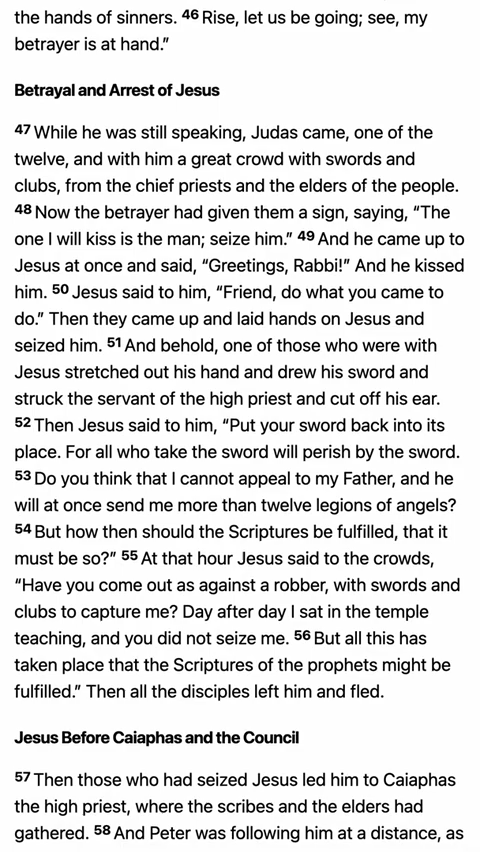 the hands of sinners. 46 Rise, let us be going; see, my
betrayer is at hand.”
Betrayal and Arrest of Jesus
47 While he was still speaking, Judas came, one of the
twelve, and with him a great crowd with swords and
clubs, from the chief priests and the elders of the people.
48 Now the betrayer had given them a sign, saying, “The
one I will kiss is the man; seize him.” 49 And he came up to
Jesus at once and said, “Greetings, Rabbi!” And he kissed
him. 50 Jesus said to him, “Friend, do what you came to
do.” Then they came up and laid hands on Jesus and
seized him. 51 And behold, one of those who were with
Jesus stretched out his hand and drew his sword and
struck the servant of the high priest and cut off his ear.
52 Then Jesus said to him, “Put your sword back into its
place. For all who take the sword will perish by the sword.
53 Do you think that I cannot appeal to my Father, and he
will at once send me more than twelve legions of angels?
54 But how then should the Scriptures be fulfilled, that it
must be so?” 55 At that hour Jesus said to the crowds,
“Have you come out as against a robber, with swords and
clubs to capture me? Day after day I sat in the temple
teaching, and you did not seize me. 56 But all this has
taken place that the Scriptures of the prophets might be
fulfilled.” Then all the disciples left him and fled.
Jesus Before Caiaphas and the Council
57 Then those who had seized Jesus led him to Caiaphas
the high priest, where the scribes and the elders had
gathered. 58 And Peter was following him at a distance, as